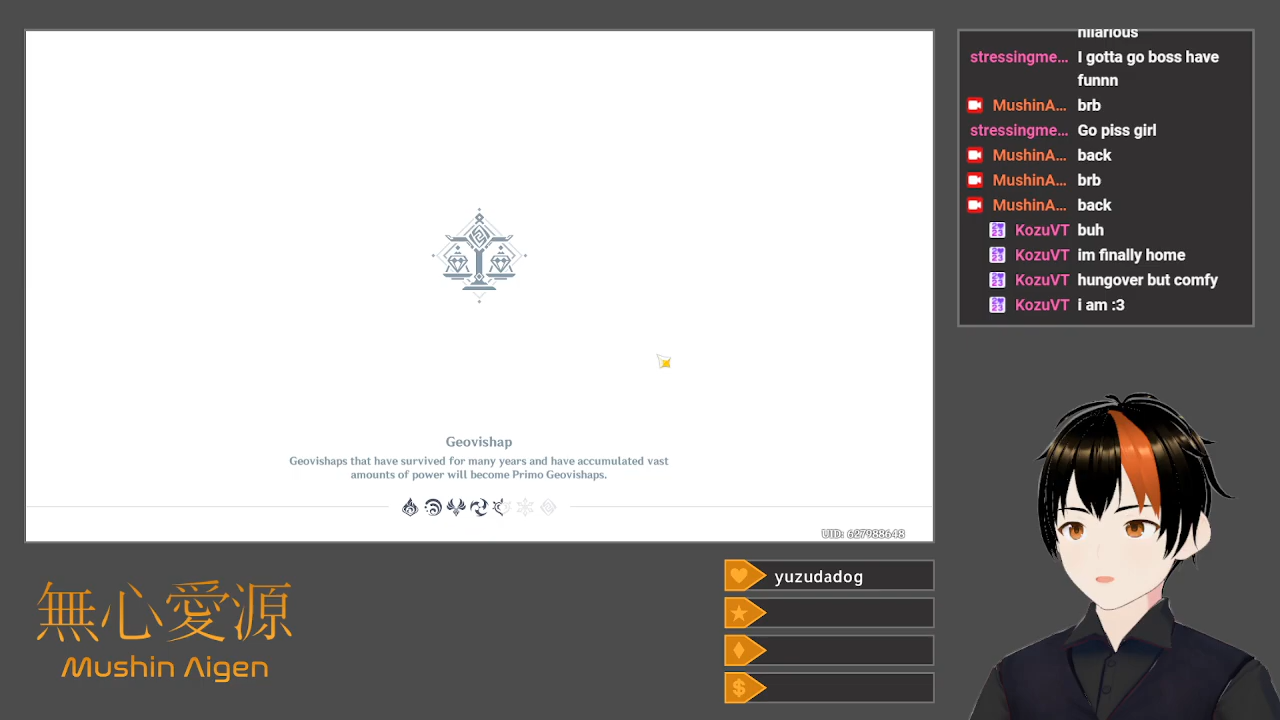 Geovishap
Geovishaps that have survived for many years and have accumulated vast
amounts of power will become Primo Geovishaps.
UID: 627988648
hilarious
stressingme... I gotta go boss have
funnn
MushinA... brb
stressingme... Go piss girl
MushinA... back
MushinA... brb
MushinA... back
KozuVT buh
KozuVT im finally home
KozuVT hungover but comfy
KozuVT i am :3
無心愛源
Mushin Aigen
yuzudadog